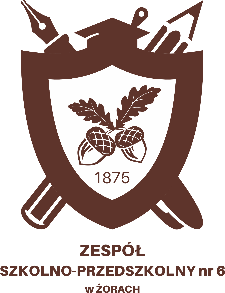 1875
ZESPÓŁ
SZKOLNO-PRZEDSZKOLNY nr 6
w ŻORACH